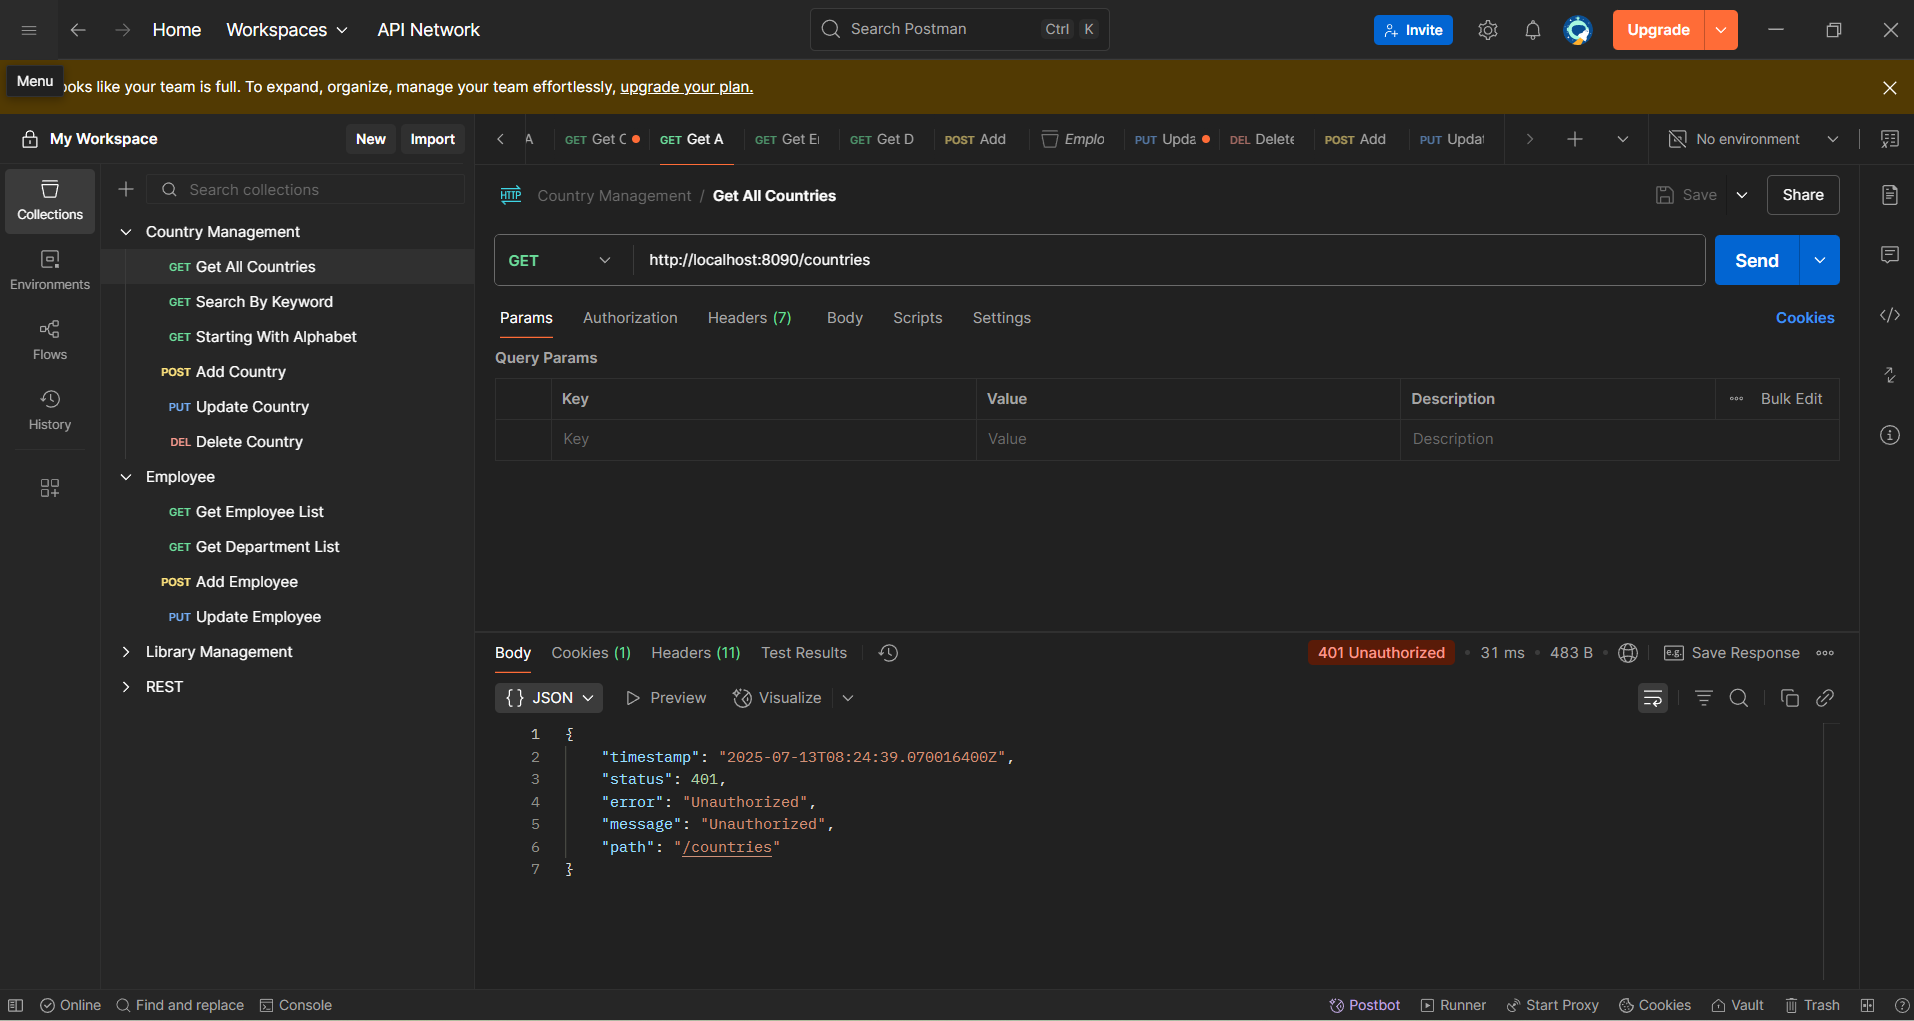 Home Workspaces API Network Search Postman Ctrl K Invite Upgrade
Menu
ooks like your team is full. To expand, organize, manage your team effortlessly, upgrade your plan.
My Workspace New Import
A GET Get C GET Get A GET Get E GET Get D POST Add Emplo PUT Upda DEL Delete POST Add PUT Updat No environment
Collections
Environments
Flows
History
Search collections
Country Management
GET Get All Countries
GET Search By Keyword
GET Starting With Alphabet
POST Add Country
PUT Update Country
DEL Delete Country
Employee
GET Get Employee List
GET Get Department List
POST Add Employee
PUT Update Employee
Library Management
REST
HTTP Country Management / Get All Countries Save Share
GET http://localhost:8090/countries Send
Params Authorization Headers (7) Body Scripts Settings Cookies
Query Params
Key Value Description Bulk Edit
Key Value Description
Body Cookies (1) Headers (11) Test Results 401 Unauthorized 31 ms 483 B e.g. Save Response
{} JSON Preview Visualize
1 {
2 "timestamp": "2025-07-13T08:24:39.070016400Z",
3 "status": 401,
4 "error": "Unauthorized",
5 "message": "Unauthorized",
6 "path": "/countries"
7 }
Online Find and replace Console Postbot Runner Start Proxy Cookies Vault Trash